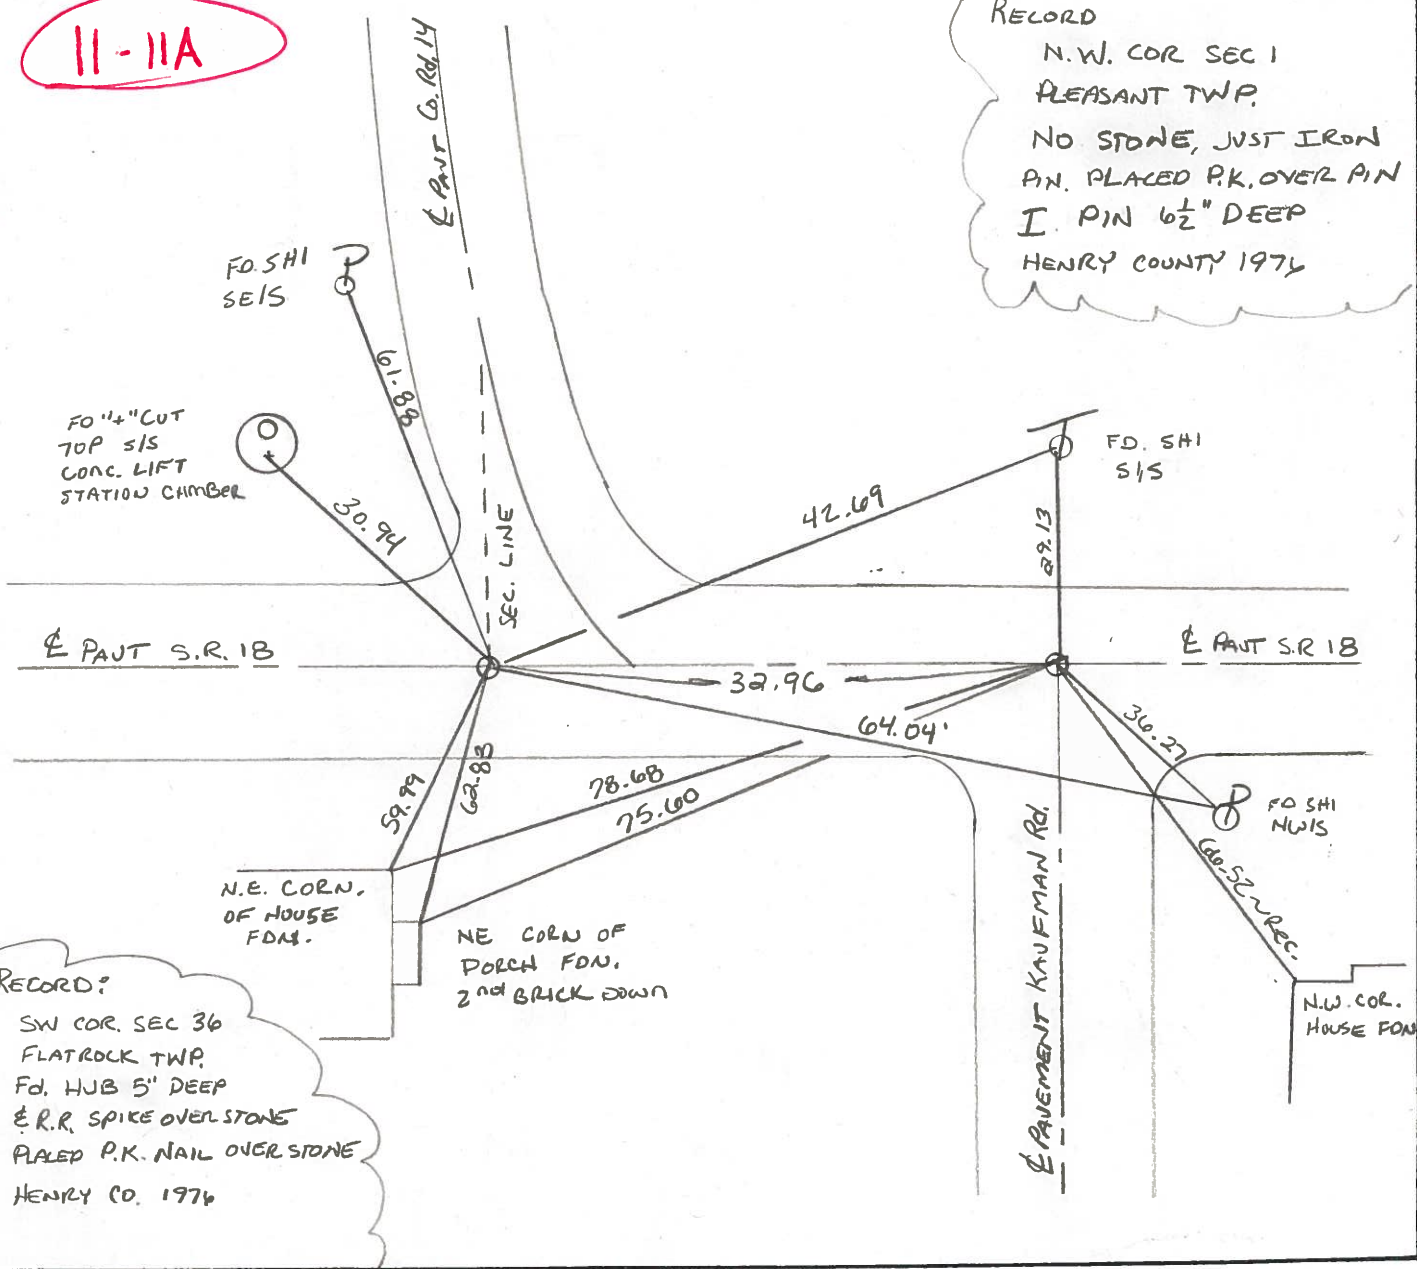 11-11A
RECORD
N.W. COR SEC 1
PLEASANT TWP.
NO STONE, JUST IRON
PIN. PLACED P.K. OVER PIN
I. PIN 6½" DEEP
HENRY COUNTY 1976
℄ PAVT Co. Rd. 14
FD. SHI
SE/S
61.88
FD "+" CUT
TOP S/S
CONC. LIFT
STATION CHMBER
30.94
SEC. LINE
42.69
FD. SHI
S/S
29.13
℄ PAVT S.R. 18
32.96
℄ PAVT S.R 18
64.04'
36.27
FD SHI
NW/S
66.52~REC.
59.99
62.83
78.68
75.60
N.E. CORN.
OF HOUSE
FDN.
NE CORN OF
PORCH FDN.
2nd BRICK DOWN
℄ PAVEMENT KAUFMAN Rd.
N.W. COR.
HOUSE FDN
RECORD:
SW COR. SEC 36
FLATROCK TWP.
Fd. HUB 5" DEEP
& R.R. SPIKE OVER STONE
PLACED P.K. NAIL OVER STONE
HENRY CO. 1976